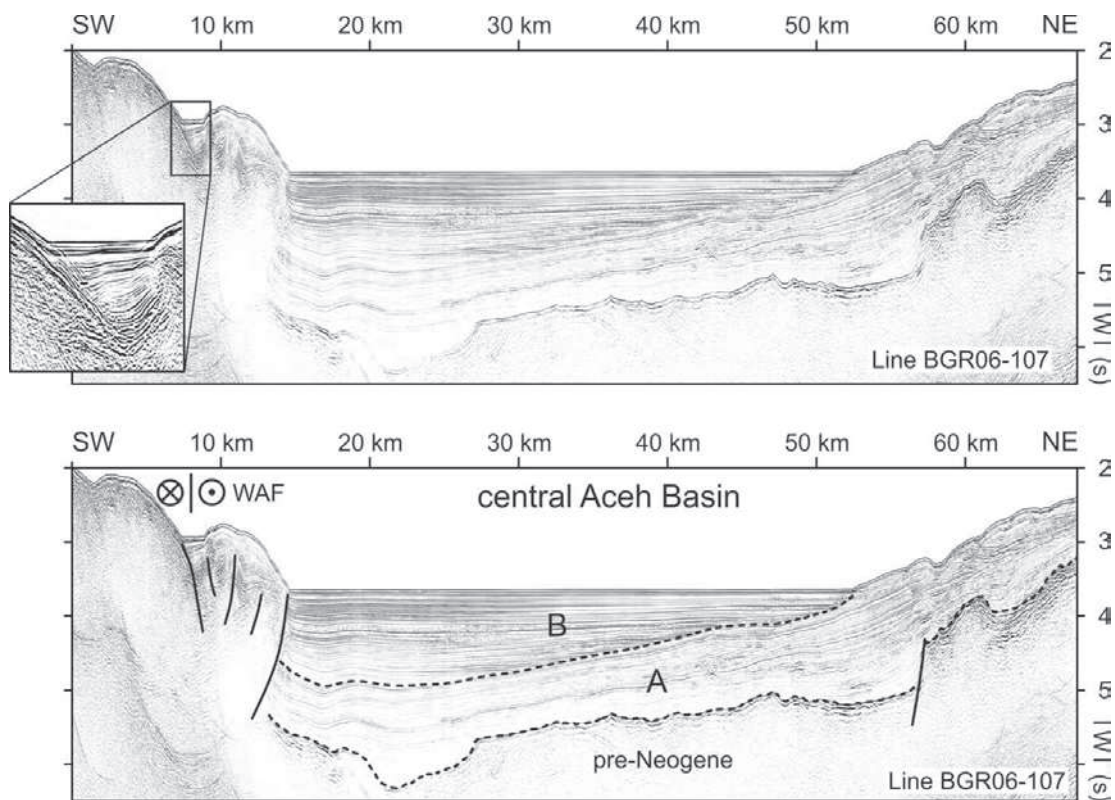 SW 10 km 20 km 30 km 40 km 50 km 60 km NE
2
3
4
5
TWT (s)
Line BGR06-107
SW 10 km 20 km 30 km 40 km 50 km 60 km NE
2
WAF central Aceh Basin
3
B
4
A
5
pre-Neogene
TWT (s)
Line BGR06-107